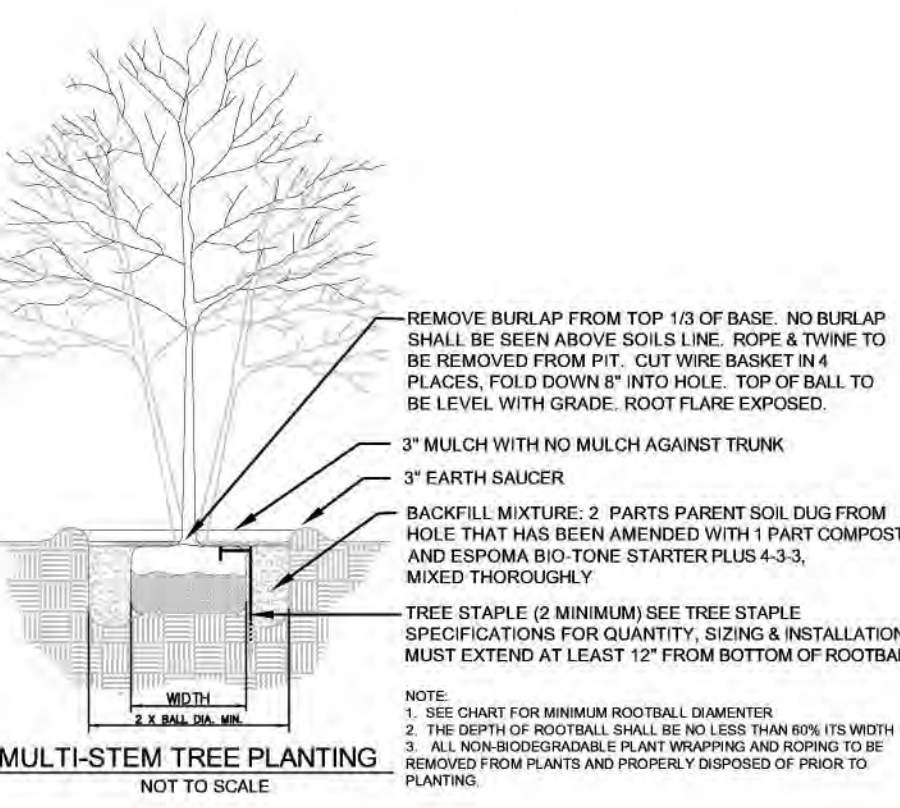 REMOVE BURLAP FROM TOP 1/3 OF BASE. NO BURLAP
SHALL BE SEEN ABOVE SOILS LINE. ROPE & TWINE TO
BE REMOVED FROM PIT. CUT WIRE BASKET IN 4
PLACES, FOLD DOWN 8" INTO HOLE. TOP OF BALL TO
BE LEVEL WITH GRADE. ROOT FLARE EXPOSED.
3" MULCH WITH NO MULCH AGAINST TRUNK
3" EARTH SAUCER
BACKFILL MIXTURE: 2 PARTS PARENT SOIL DUG FROM
HOLE THAT HAS BEEN AMENDED WITH 1 PART COMPOST
AND ESPOMA BIO-TONE STARTER PLUS 4-3-3,
MIXED THOROUGHLY
TREE STAPLE (2 MINIMUM) SEE TREE STAPLE
SPECIFICATIONS FOR QUANTITY, SIZING & INSTALLATION
MUST EXTEND AT LEAST 12" FROM BOTTOM OF ROOTBAL
WIDTH
2 X BALL DIA. MIN.
NOTE:
1. SEE CHART FOR MINIMUM ROOTBALL DIAMENTER
2. THE DEPTH OF ROOTBALL SHALL BE NO LESS THAN 60% ITS WIDTH
3. ALL NON-BIODEGRADABLE PLANT WRAPPING AND ROPING TO BE
REMOVED FROM PLANTS AND PROPERLY DISPOSED OF PRIOR TO
PLANTING.
MULTI-STEM TREE PLANTING
NOT TO SCALE